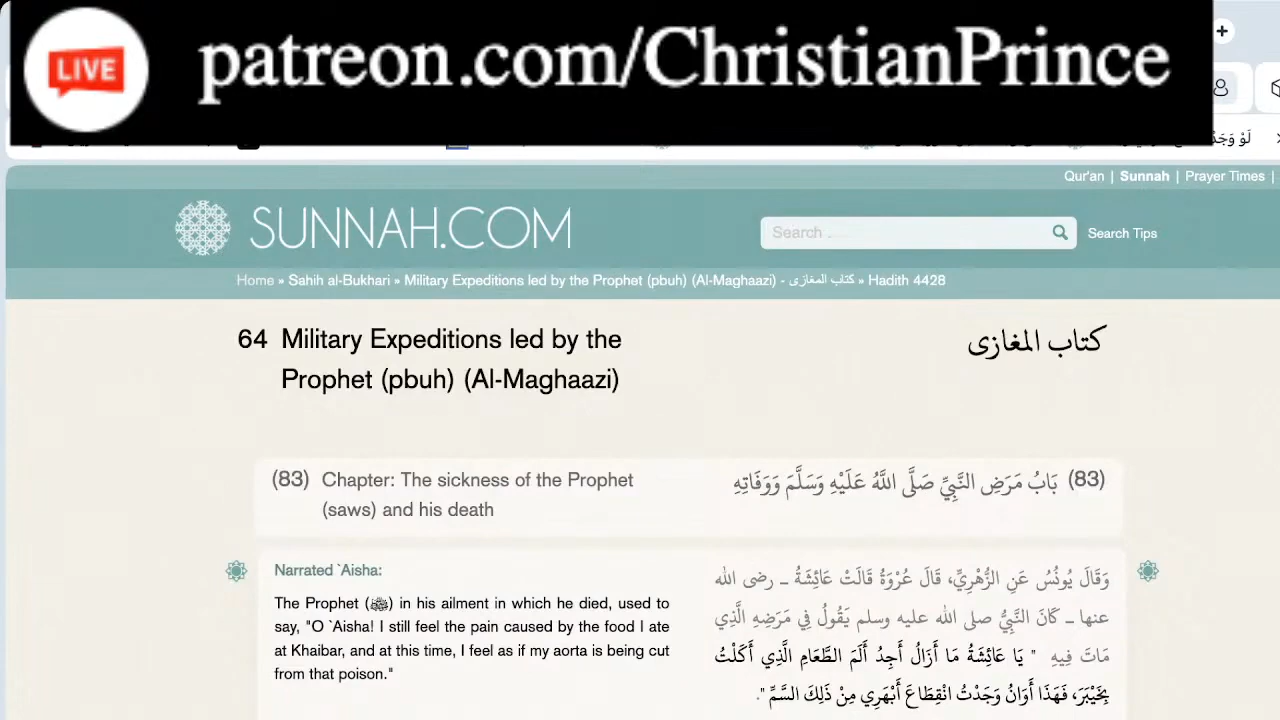 LIVE
patreon.com/ChristianPrince
Qur'an | Sunnah | Prayer Times |
SUNNAH.COM
Search ...
Search Tips
Home » Sahih al-Bukhari » Military Expeditions led by the Prophet (pbuh) (Al-Maghaazi) - كتاب المغازى » Hadith 4428
64 Military Expeditions led by the
Prophet (pbuh) (Al-Maghaazi)
كتاب المغازى
(83) Chapter: The sickness of the Prophet
(saws) and his death
(83) بَابُ مَرَضِ النَّبِيِّ صَلَّى اللَّهُ عَلَيْهِ وَسَلَّمَ وَوَفَاتِهِ
Narrated `Aisha:
The Prophet (ﷺ) in his ailment in which he died, used to
say, "O `Aisha! I still feel the pain caused by the food I ate
at Khaibar, and at this time, I feel as if my aorta is being cut
from that poison."
وَقَالَ يُونُسُ عَنِ الزُّهْرِيِّ، قَالَ عُرْوَةُ قَالَتْ عَائِشَةُ ـ رضى الله
عنها ـ كَانَ النَّبِيُّ صلى الله عليه وسلم يَقُولُ فِي مَرَضِهِ الَّذِي
مَاتَ فِيهِ ‏"‏ يَا عَائِشَةُ مَا أَزَالُ أَجِدُ أَلَمَ الطَّعَامِ الَّذِي أَكَلْتُ
بِخَيْبَرَ، فَهَذَا أَوَانُ وَجَدْتُ انْقِطَاعَ أَبْهَرِي مِنْ ذَلِكَ السَّمِّ ‏"‏‏.‏